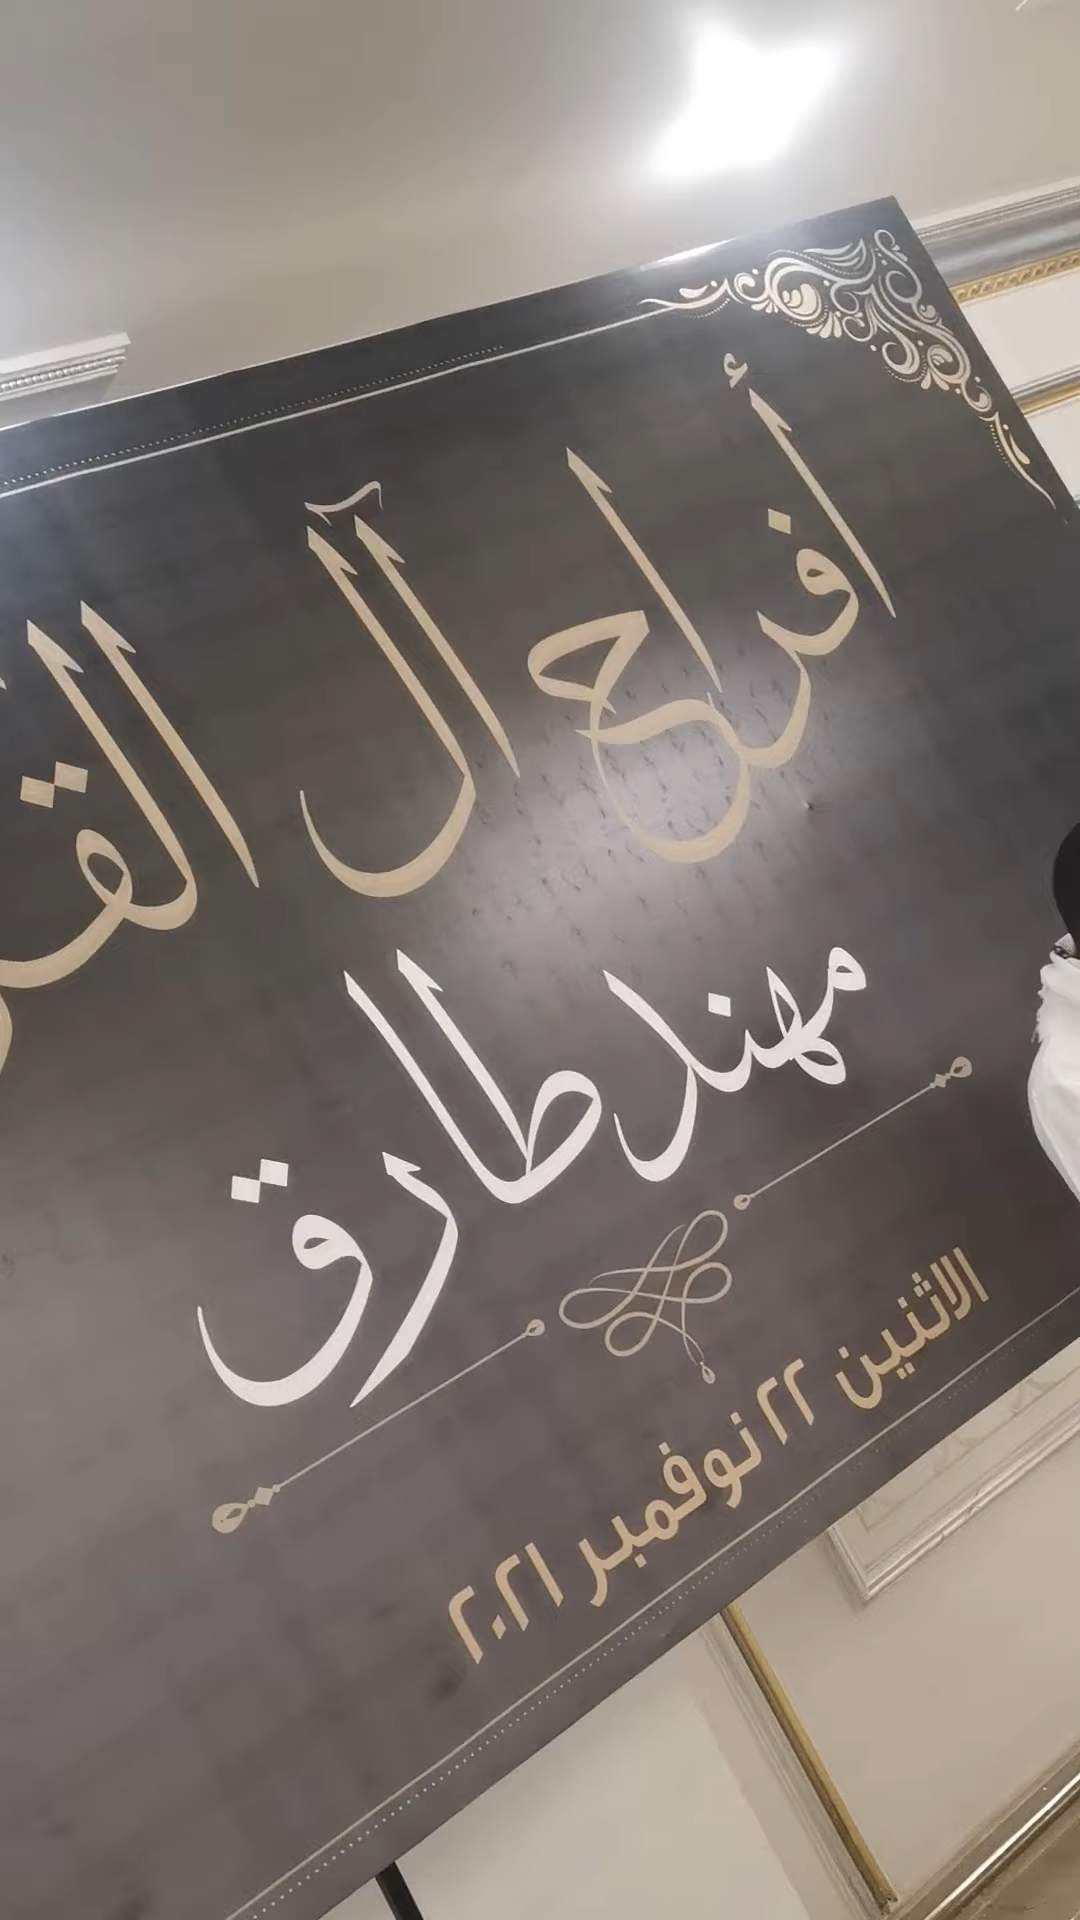 أفراح آل
مهند طارق
الاثنين ٢٢ نوفمبر ٢٠٢١